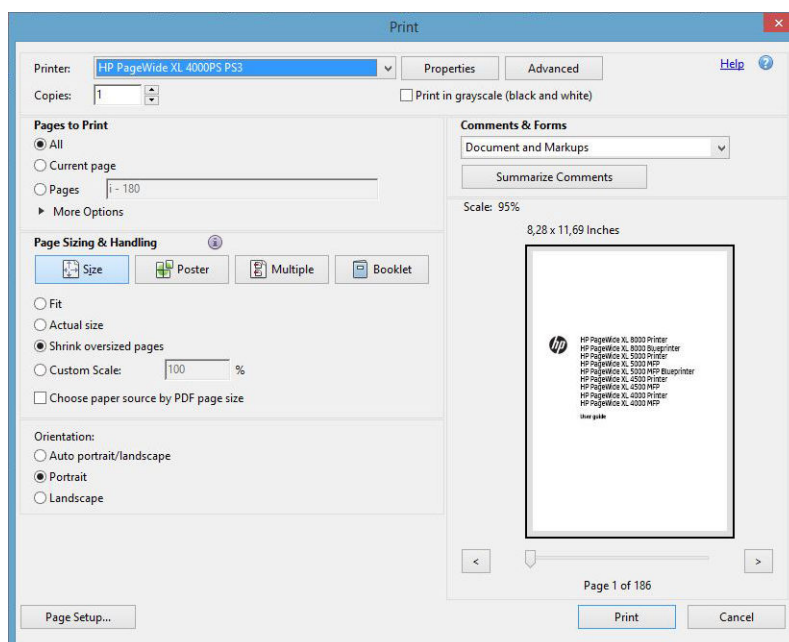 Print
Printer: HP PageWide XL 4000PS PS3 Properties Advanced Help
Copies: 1 Print in grayscale (black and white)
Pages to Print
All
Current page
Pages i - 180
More Options
Comments & Forms
Document and Markups
Summarize Comments
Page Sizing & Handling
Size Poster Multiple Booklet
Fit
Actual size
Shrink oversized pages
Custom Scale: 100 %
Choose paper source by PDF page size
Orientation:
Auto portrait/landscape
Portrait
Landscape
Scale: 95%
8,28 x 11,69 Inches
hp
HP PageWide XL 8000 Printer
HP PageWide XL 8000 Blueprinter
HP PageWide XL 5000 Printer
HP PageWide XL 5000 MFP
HP PageWide XL 5000 MFP Blueprinter
HP PageWide XL 4500 Printer
HP PageWide XL 4500 MFP
HP PageWide XL 4000 Printer
HP PageWide XL 4000 MFP
User guide
< >
Page 1 of 186
Page Setup... Print Cancel